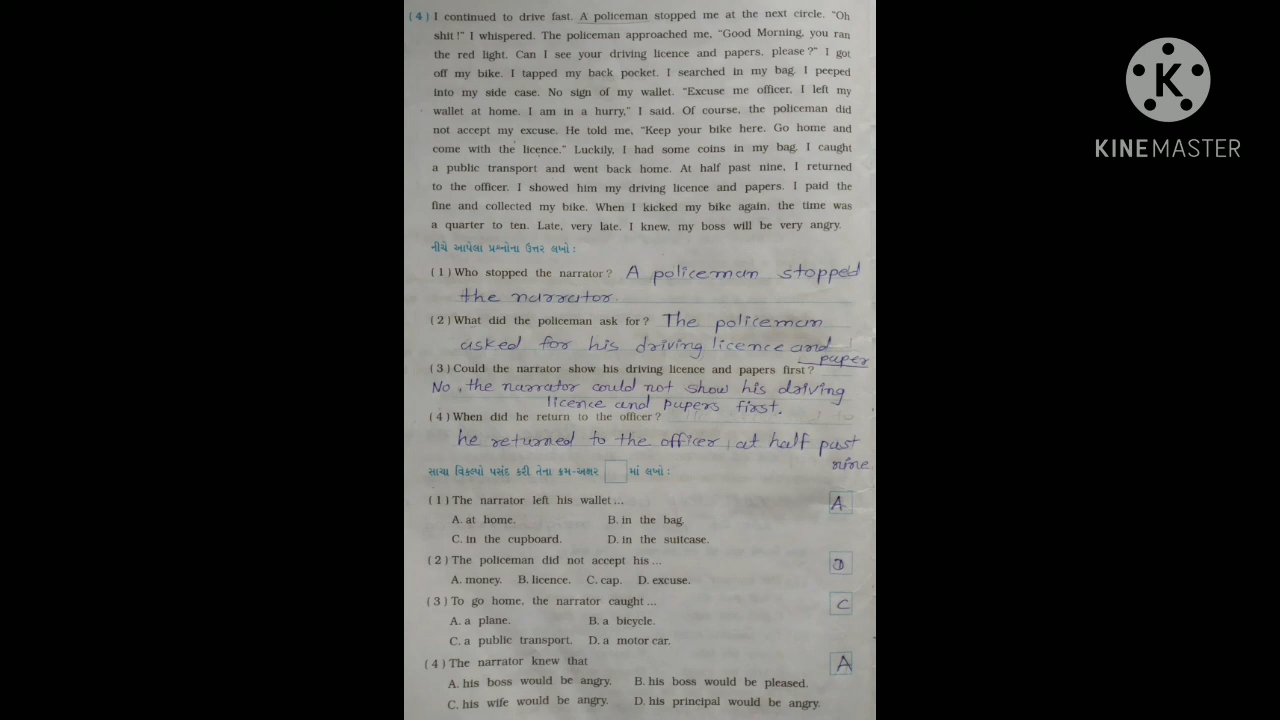 (4) I continued to drive fast. A policeman stopped me at the next circle. “Oh
shit!” I whispered. The policeman approached me, “Good Morning, you ran
the red light. Can I see your driving licence and papers, please?” I got
off my bike. I tapped my back pocket. I searched in my bag. I peeped
into my side case. No sign of my wallet. “Excuse me officer, I left my
wallet at home. I am in a hurry,” I said. Of course, the policeman did
not accept my excuse. He told me, “Keep your bike here. Go home and
come with the licence.” Luckily, I had some coins in my bag. I caught
a public transport and went back home. At half past nine, I returned
to the officer. I showed him my driving licence and papers. I paid the
fine and collected my bike. When I kicked my bike again, the time was
a quarter to ten. Late, very late. I knew, my boss will be very angry.
નીચે આપેલા પ્રશ્નોના ઉત્તર લખો :
(1) Who stopped the narrator? A policeman stopped
the narrator.
(2) What did the policeman ask for? The policeman
asked for his driving licence and
paper
(3) Could the narrator show his driving licence and papers first?
No, the narrator could not show his driving
licence and papers first.
(4) When did he return to the officer?
he returned to the officer, at half past
nine
સાચા વિકલ્પો પસંદ કરી તેના ક્રમ-અક્ષર માં લખો :
(1) The narrator left his wallet ... A
A. at home. B. in the bag.
C. in the cupboard. D. in the suitcase.
(2) The policeman did not accept his ... D
A. money. B. licence. C. cap. D. excuse.
(3) To go home, the narrator caught ... C
A. a plane. B. a bicycle.
C. a public transport. D. a motor car.
(4) The narrator knew that A
A. his boss would be angry. B. his boss would be pleased.
C. his wife would be angry. D. his principal would be angry.
K
KINEMASTER